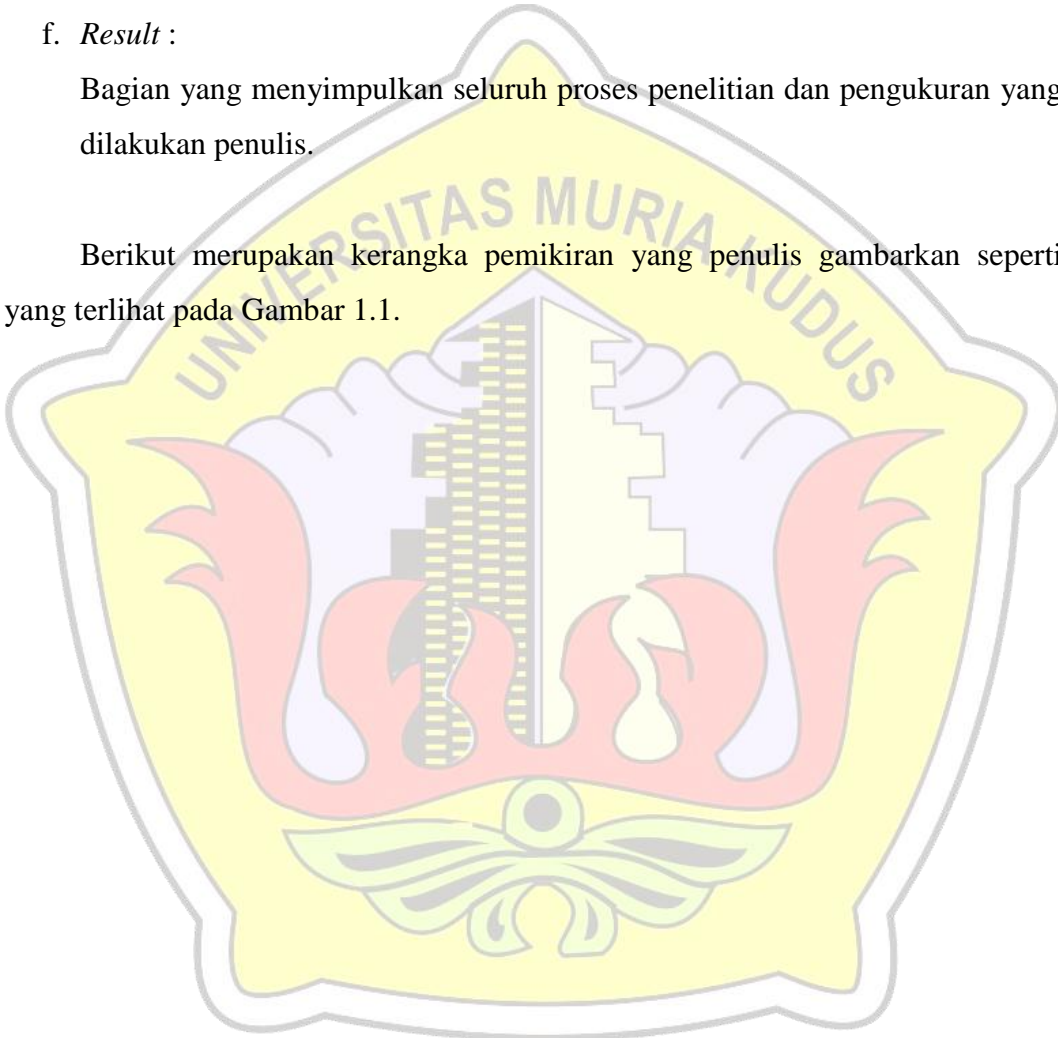 f. Result :
Bagian yang menyimpulkan seluruh proses penelitian dan pengukuran yang
dilakukan penulis.
UNIVERSITAS MURIA KUDUS
Berikut merupakan kerangka pemikiran yang penulis gambarkan seperti
yang terlihat pada Gambar 1.1.